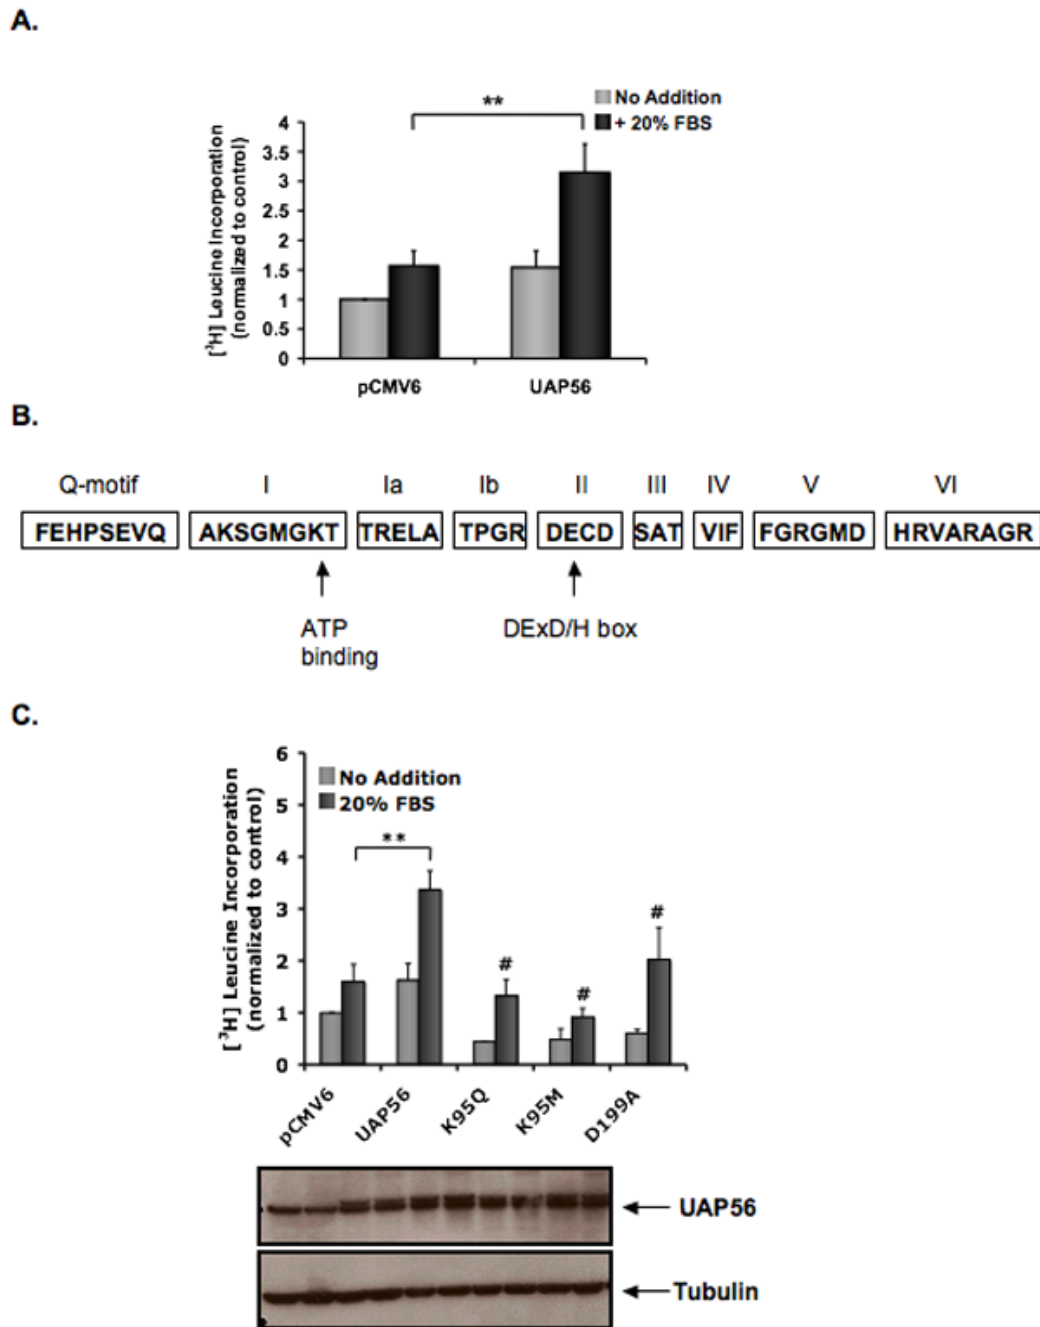 A.
**
No Addition
+ 20% FBS
[³H] Leucine Incorporation
(normalized to control)
4
3.5
3
2.5
2
1.5
1
0.5
0
pCMV6 UAP56
B.
Q-motif I Ia Ib II III IV V VI
FEHPSEVQ AKSGMGKT TRELA TPGR DECD SAT VIF FGRGMD HRVARAGR
ATP
binding
DExD/H box
C.
No Addition
20% FBS
[³H] Leucine Incorporation
(normalized to control)
6
5
4
3
2
1
0
**
#
#
#
pCMV6 UAP56 K95Q K95M D199A
UAP56
Tubulin